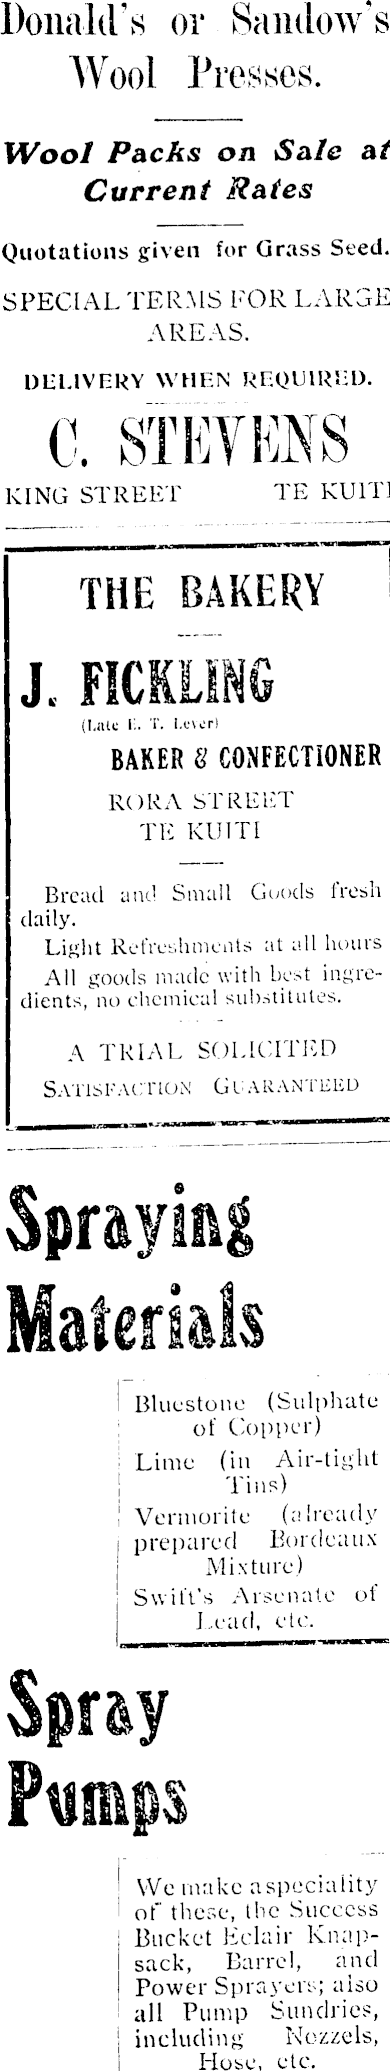 Donald's or Sandow's
Wool Presses.
Wool Packs on Sale at
Current Rates
Quotations given for Grass Seed.
SPECIAL TERMS FOR LARGE
AREAS.
DELIVERY WHEN REQUIRED.
C. STEVENS
KING STREET TE KUITI
THE BAKERY
J. FICKLING
(Late E. T. Lever)
BAKER & CONFECTIONER
RORA STREET
TE KUITI
Bread and Small Goods fresh
daily.
Light Refreshments at all hours
All goods made with best ingre-
dients, no chemical substitutes.
A TRIAL SOLICITED
SATISFACTION GUARANTEED
Spraying
Materials
Bluestone (Sulphate
of Copper)
Lime (in Air-tight
Tins)
Vermorite (already
prepared Bordeaux
Mixture)
Swift's Arsenate of
Lead, etc.
Spray
Pumps
We make a speciality
of these, the Success
Bucket Eclair Knap-
sack, Barrel, and
Power Sprayers; also
all Pump Sundries,
including Nozzels,
Hose, etc.